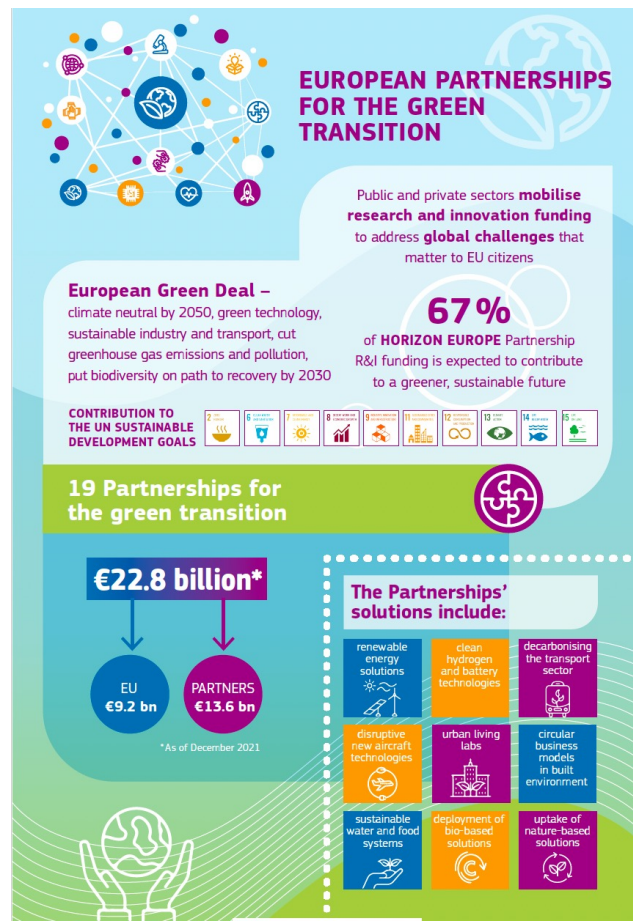 EUROPEAN PARTNERSHIPS
FOR THE GREEN
TRANSITION
Public and private sectors mobilise
research and innovation funding
to address global challenges that
matter to EU citizens
European Green Deal –
climate neutral by 2050, green technology,
sustainable industry and transport, cut
greenhouse gas emissions and pollution,
put biodiversity on path to recovery by 2030
67%
of HORIZON EUROPE Partnership
R&I funding is expected to contribute
to a greener, sustainable future
CONTRIBUTION TO
THE UN SUSTAINABLE
DEVELOPMENT GOALS
2
6
7
8
9
11
12
13
14
15
19 Partnerships for
the green transition
€22.8 billion*
EU
€9.2 bn
PARTNERS
€13.6 bn
*As of December 2021
The Partnerships’
solutions include:
renewable
energy
solutions
clean
hydrogen
and battery
technologies
decarbonising
the transport
sector
disruptive
new aircraft
technologies
urban living
labs
circular
business
models
in built
environment
sustainable
water and food
systems
deployment of
bio-based
solutions
uptake of
nature-based
solutions